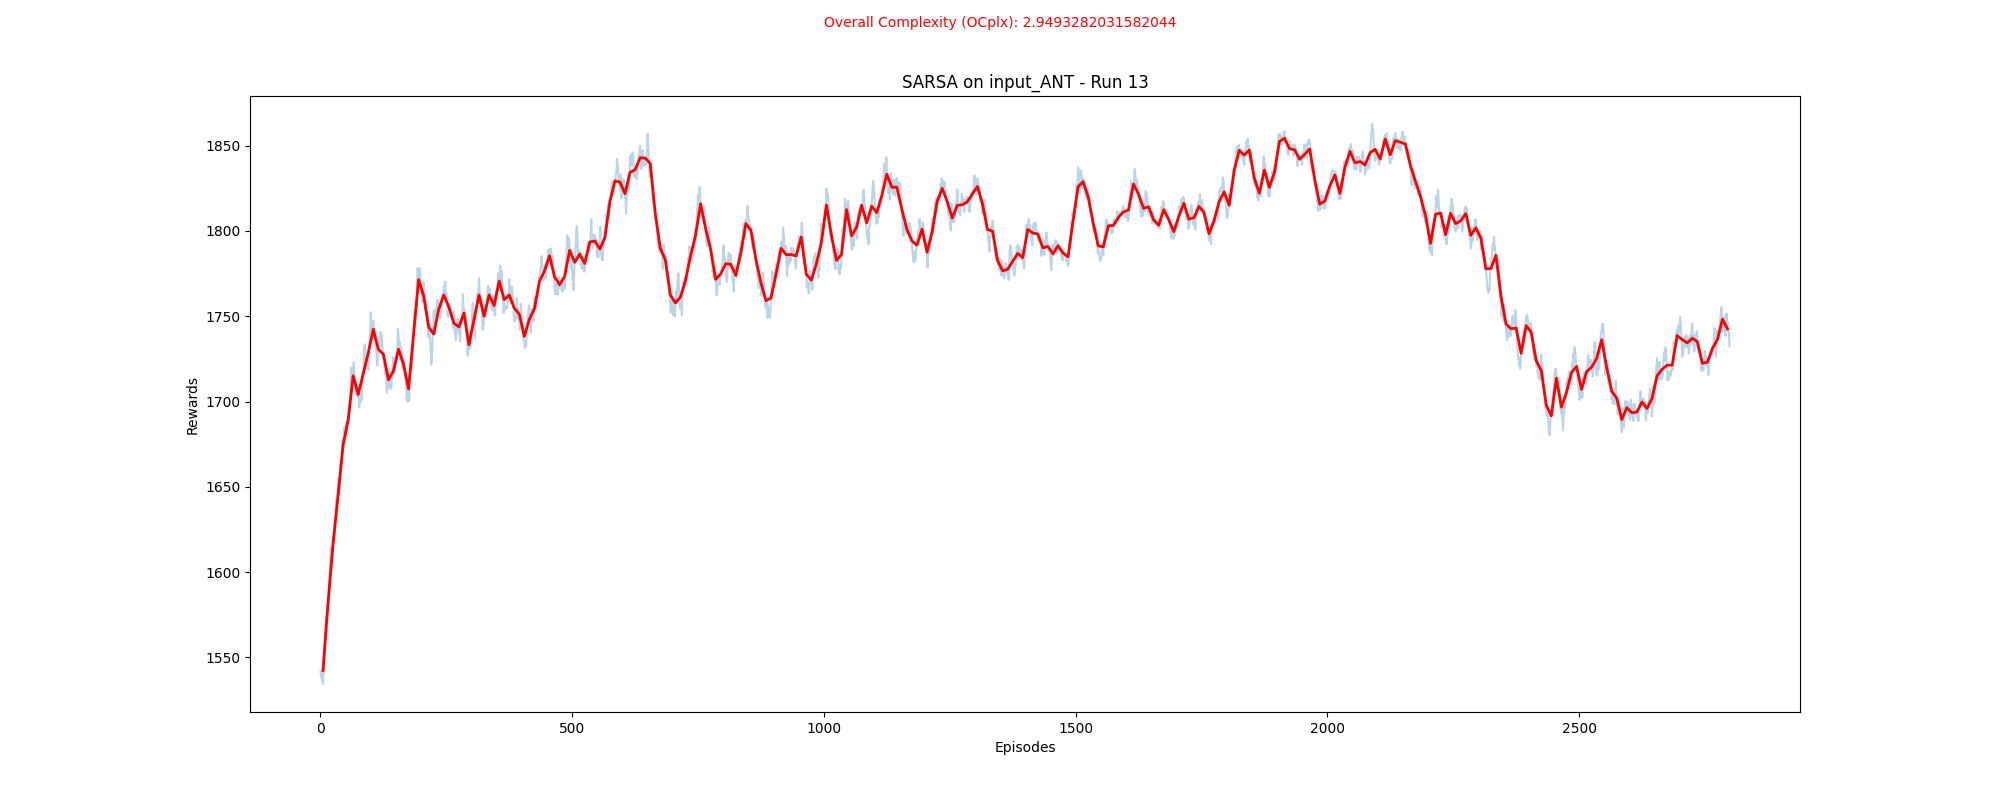 Overall Complexity (OCplx): 2.9493282031582044
SARSA on input_ANT - Run 13
1850
1800
1750
1700
1650
1600
1550
Rewards
0 500 1000 1500 2000 2500
Episodes